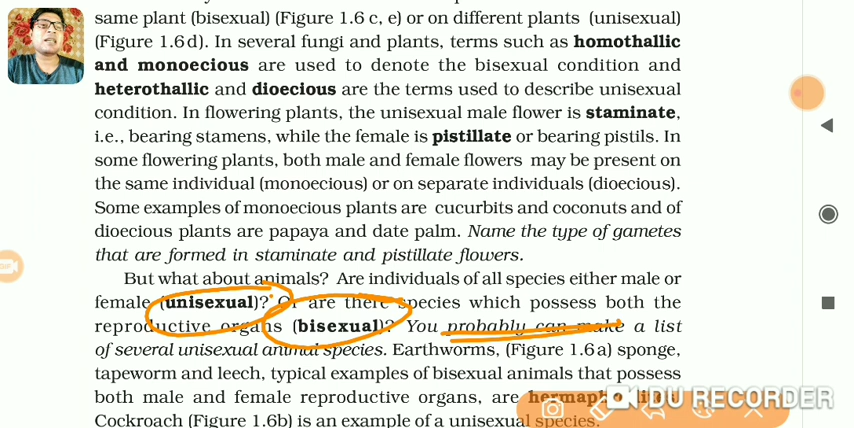 same plant (bisexual) (Figure 1.6 c, e) or on different plants (unisexual)
(Figure 1.6 d). In several fungi and plants, terms such as homothallic
and monoecious are used to denote the bisexual condition and
heterothallic and dioecious are the terms used to describe unisexual
condition. In flowering plants, the unisexual male flower is staminate,
i.e., bearing stamens, while the female is pistillate or bearing pistils. In
some flowering plants, both male and female flowers may be present on
the same individual (monoecious) or on separate individuals (dioecious).
Some examples of monoecious plants are cucurbits and coconuts and of
dioecious plants are papaya and date palm. Name the type of gametes
that are formed in staminate and pistillate flowers.
But what about animals? Are individuals of all species either male or
female (unisexual)? Or are there species which possess both the
reproductive organs (bisexual)? You probably can make a list
of several unisexual animal species. Earthworms, (Figure 1.6 a) sponge,
tapeworm and leech, typical examples of bisexual animals that possess
both male and female reproductive organs, are
DU RECORDER
Cockroach (Figure 1.6b) is an example of a unisexual species.